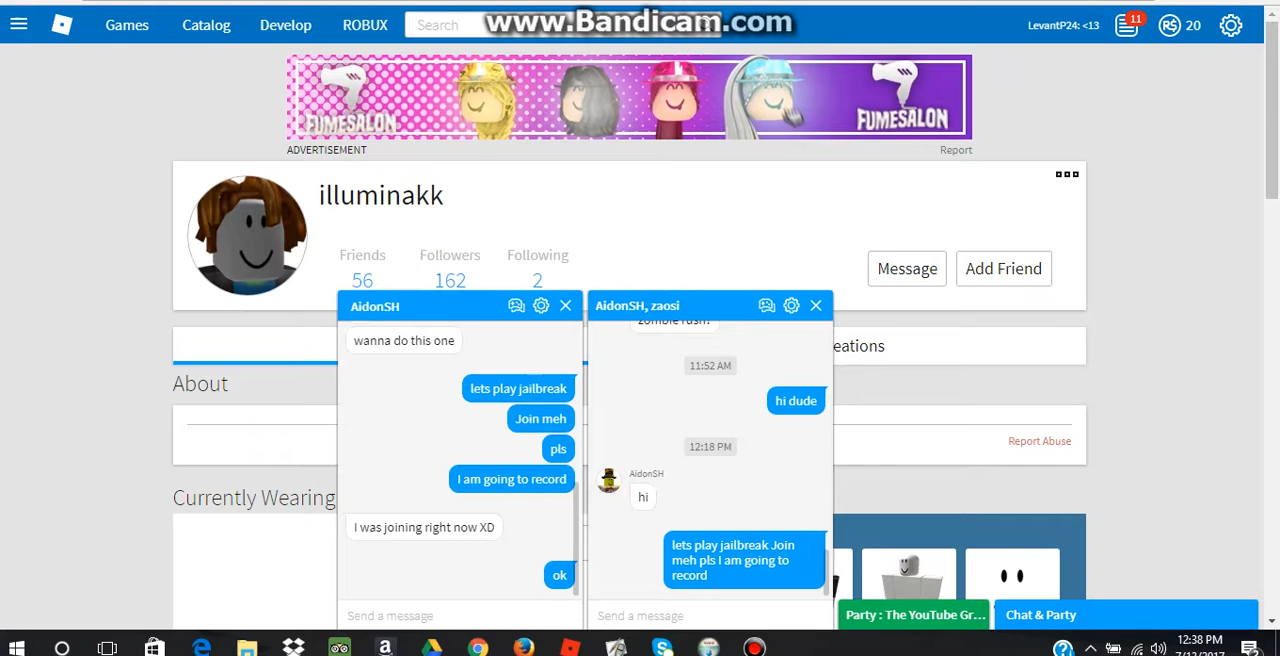 www.Bandicam.com
Games Catalog Develop ROBUX Search LevantP24: <13 11 R$ 20
FUMESALON FUMESALON
ADVERTISEMENT Report
illuminakk
Friends Followers Following
56 162 2
Message Add Friend
AidonSH
wanna do this one
lets play jailbreak
Join meh
pls
I am going to record
I was joining right now XD
ok
Send a message
AidonSH, zaosi
zombie rush?
11:52 AM
hi dude
12:18 PM
AidonSH
hi
lets play jailbreak Join
meh pls I am going to
record
Send a message
eations
About
Report Abuse
Currently Wearing
Party : The YouTube Gr... Chat & Party
12:38 PM